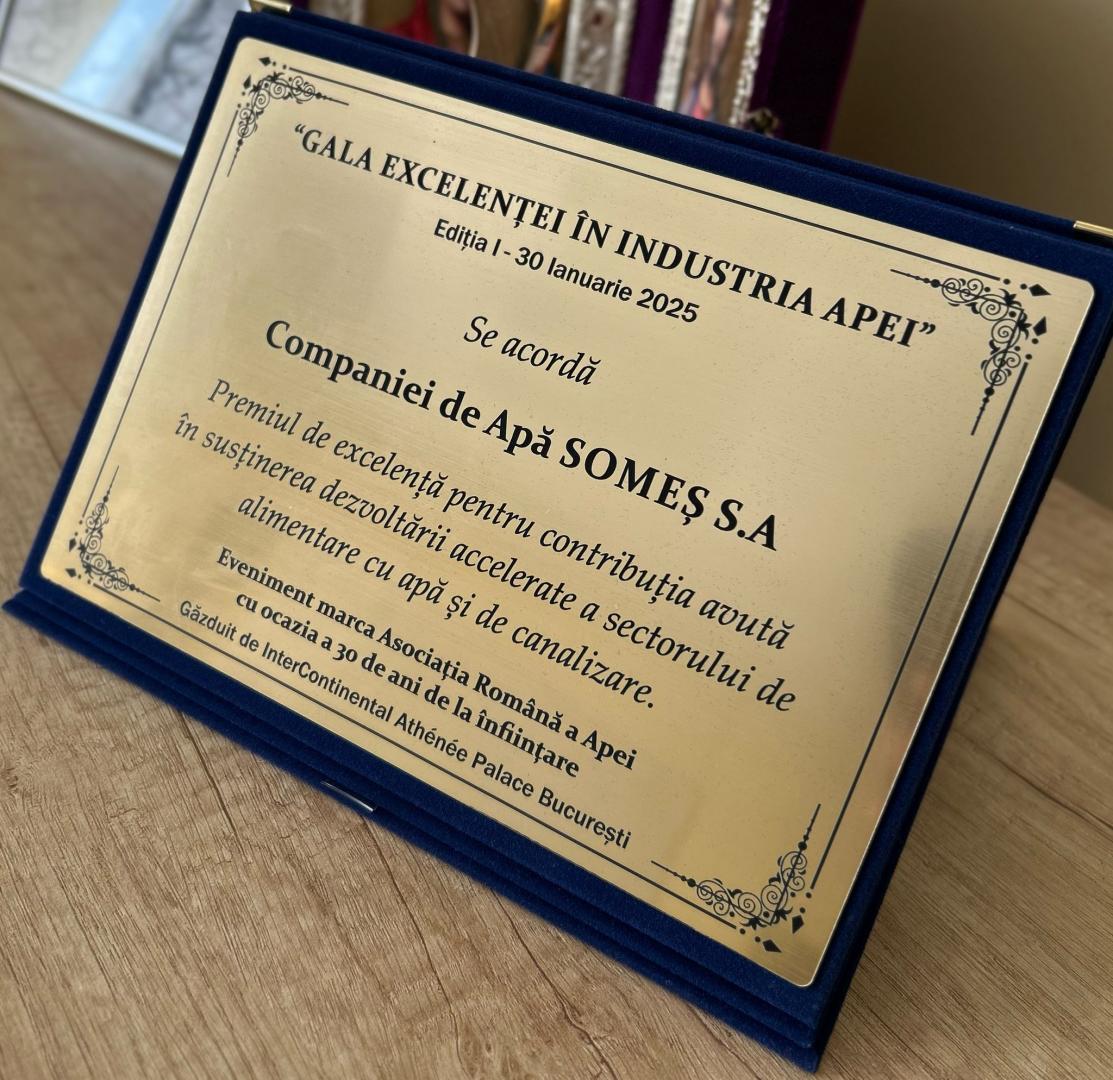 “GALA EXCELENȚEI ÎN INDUSTRIA APEI”
Ediția I - 30 Ianuarie 2025
Se acordă
Companiei de Apă SOMEȘ S.A
Premiul de excelență pentru contribuția avută
în susținerea dezvoltării accelerate a sectorului de
alimentare cu apă și de canalizare.
Eveniment marca Asociația Română a Apei
cu ocazia a 30 de ani de la înființare
Găzduit de InterContinental Athénée Palace București